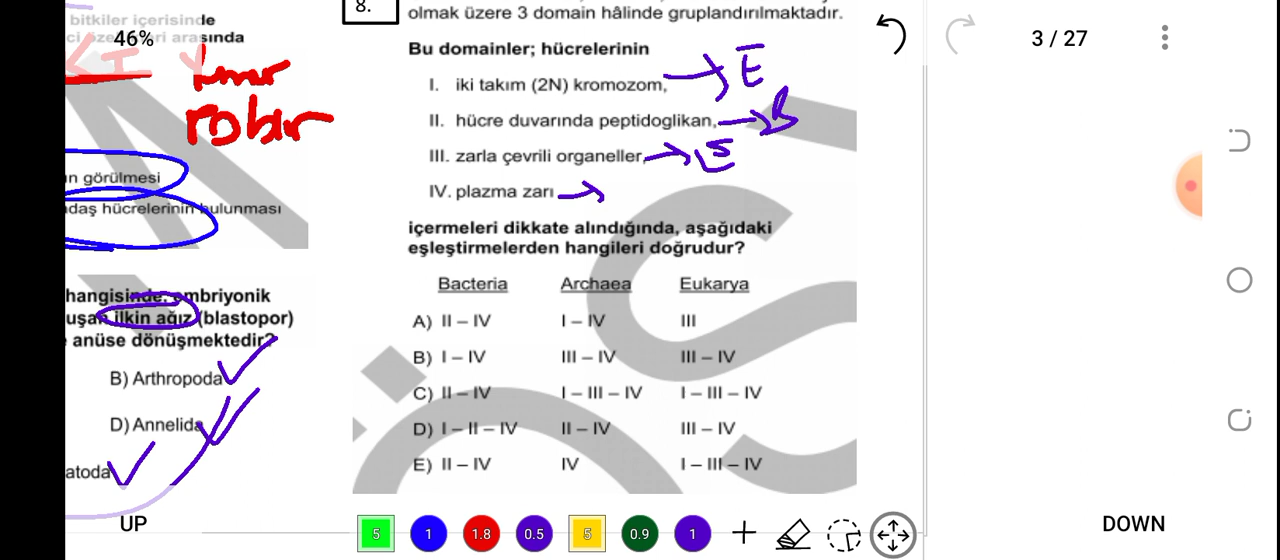 bitkiler içerisinde
arasında
46%
görülmesi
hücrelerinin bulunması
hangisinde; embriyonik
ilkin ağız (blastopor)
anüse dönüşmektedir?
B) Arthropoda
D) Annelida
atoda
UP
8.
olmak üzere 3 domain hâlinde gruplandırılmaktadır.
Bu domainler; hücrelerinin
I. iki takım (2N) kromozom, E
II. hücre duvarında peptidoglikan, B
III. zarla çevrili organeller, E
IV. plazma zarı
içermeleri dikkate alındığında, aşağıdaki
eşleştirmelerden hangileri doğrudur?
Bacteria Archaea Eukarya
A) II – IV I – IV III
B) I – IV III – IV III – IV
C) II – IV I – III – IV I – III – IV
D) I – II – IV II – IV III – IV
E) II – IV IV I – III – IV
5 1 1.8 0.5 5 0.9 1
3 / 27
DOWN